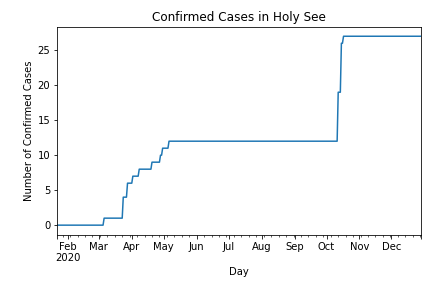 Confirmed Cases in Holy See
Number of Confirmed Cases
25
20
15
10
5
0
Feb Mar Apr May Jun Jul Aug Sep Oct Nov Dec
2020
Day